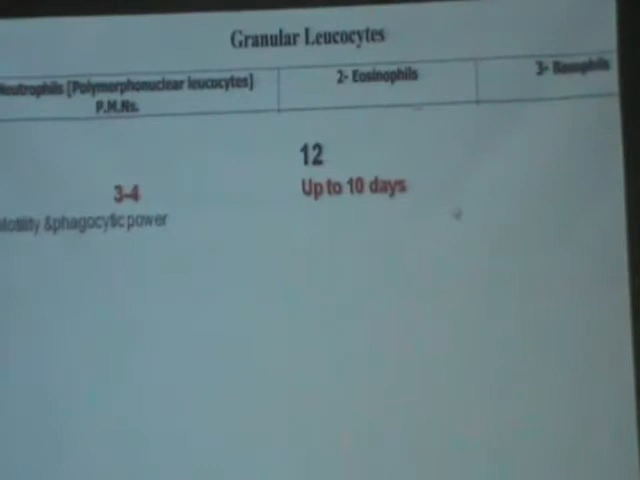 Granular Leucocytes
Neutrophils [Polymorphonuclear leucocytes]
P.M.Ns.
2- Eosinophils
3- Basophils
12
3-4
Up to 10 days
Motility &phagocytic power